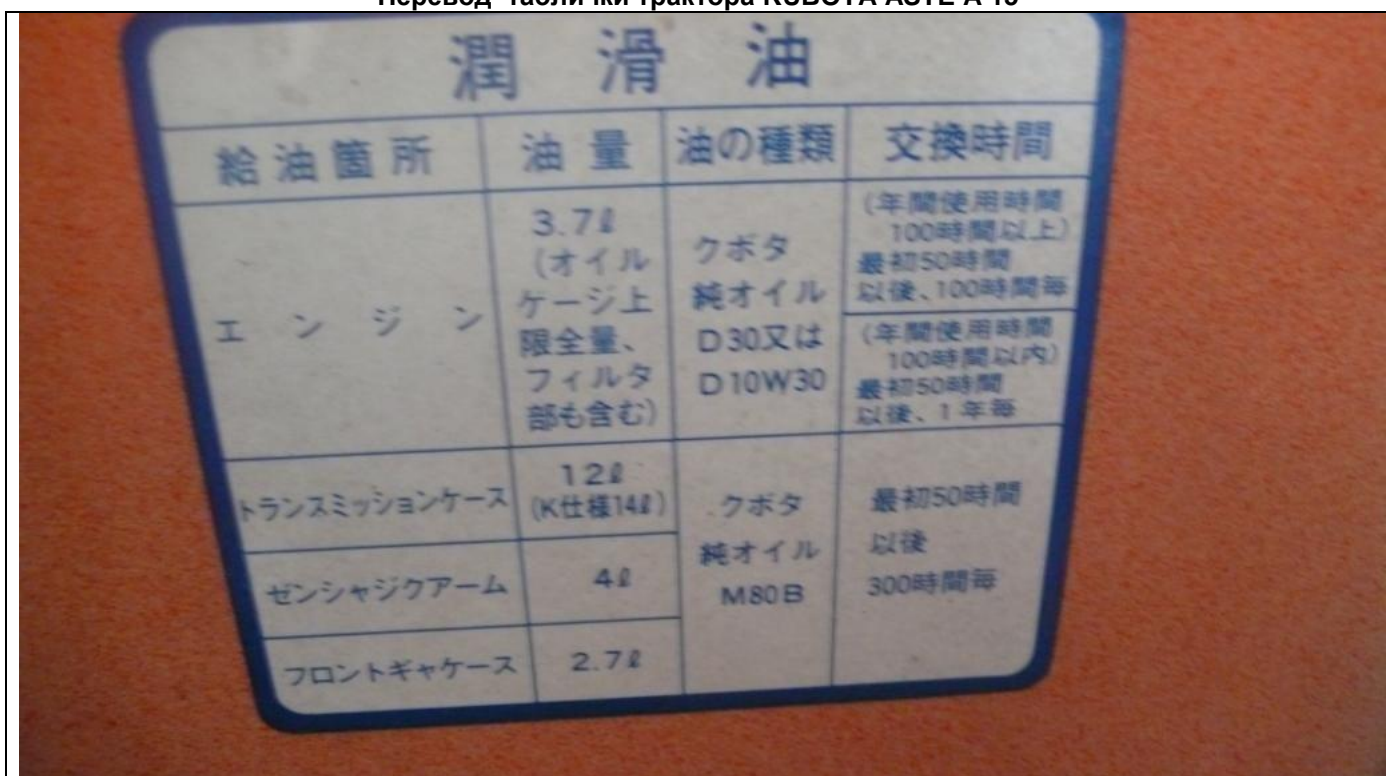 Перевод таблички трактора KUBOTA ASTE A-15
潤滑油
給油箇所 油量 油の種類 交換時間
エンジン
3.7ℓ
(オイル
ケージ上
限全量、
フィルタ
部も含む)
クボタ
純オイル
D30又は
D10W30
(年間使用時間
100時間以上)
最初50時間
以後、100時間毎
(年間使用時間
100時間以内)
最初50時間
以後、1年毎
トランスミッションケース
12ℓ
(K仕様14ℓ)
ゼンシャジクアーム
4ℓ
フロントギャケース
2.7ℓ
クボタ
純オイル
M80B
最初50時間
以後
300時間毎